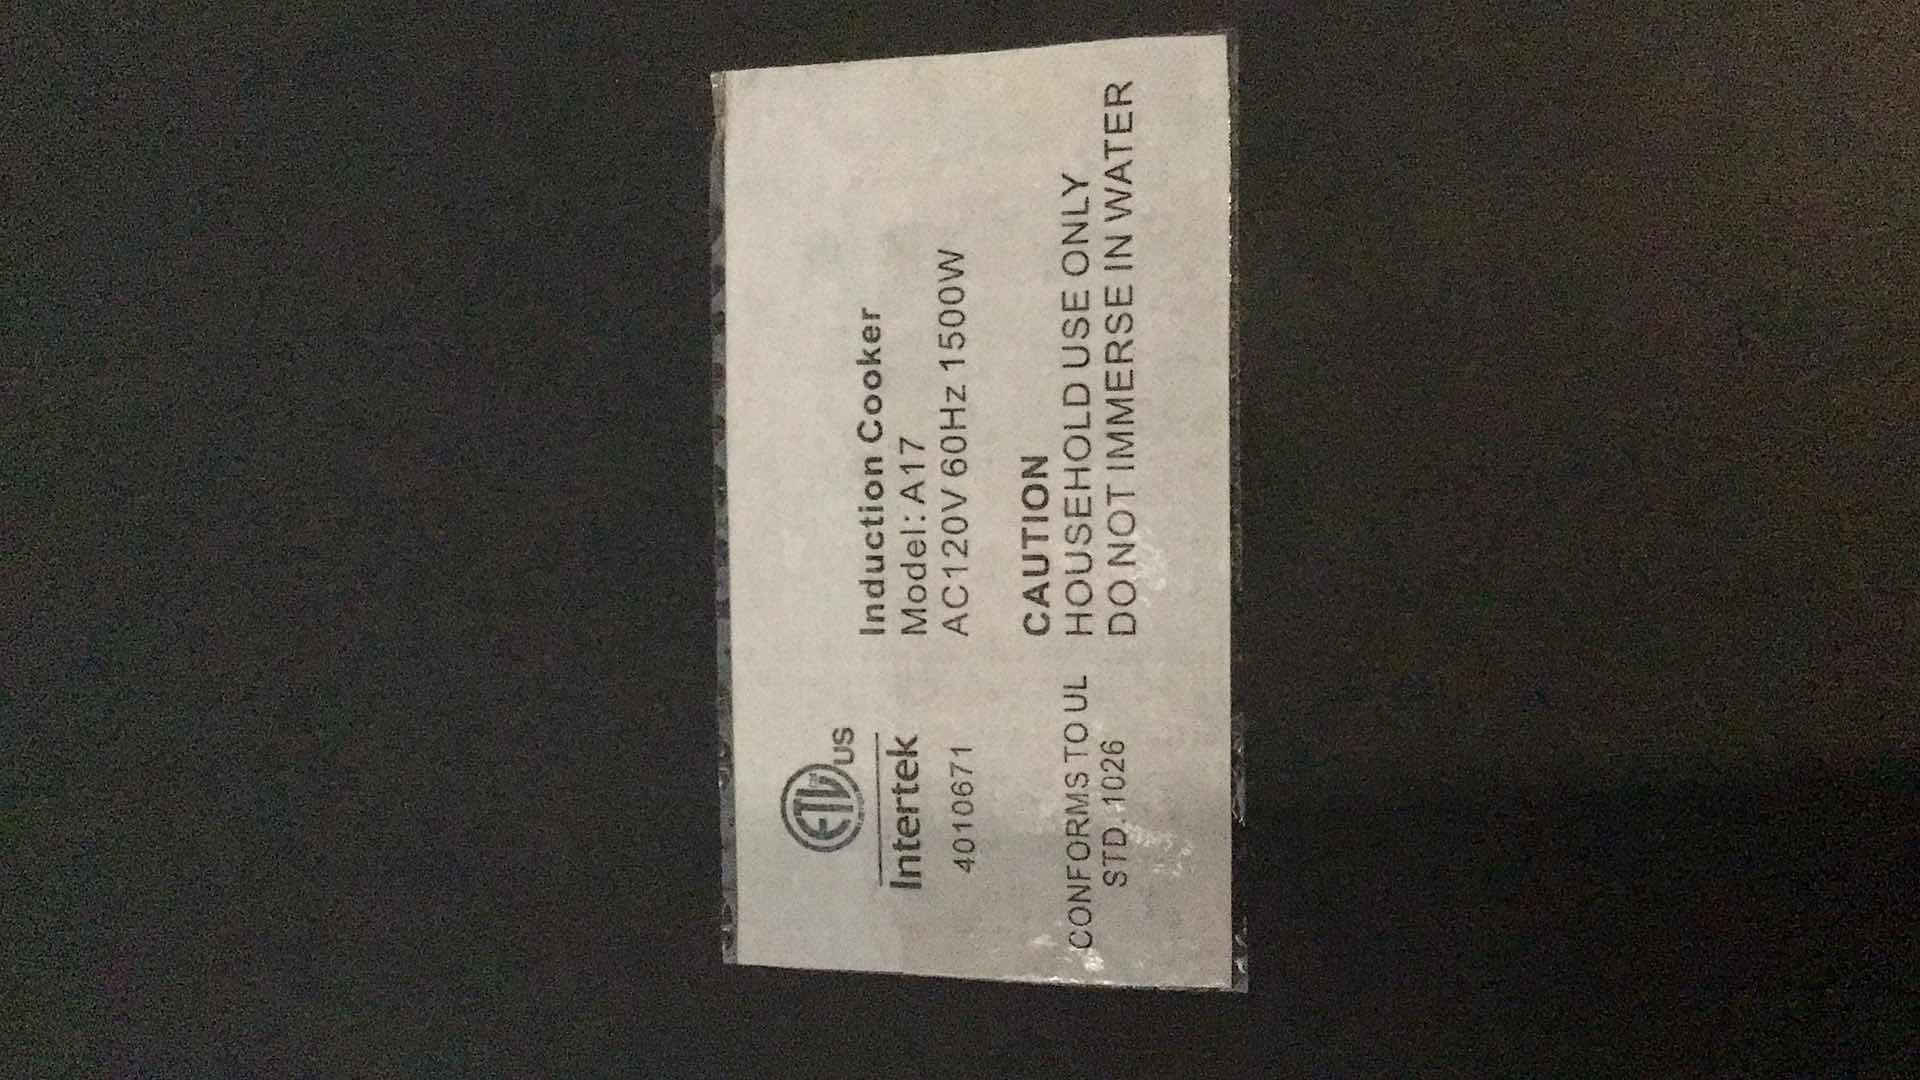 ETL US
Intertek
4010671
CONFORMS TO UL
STD.1026
Induction Cooker
Model: A17
AC120V 60Hz 1500W
CAUTION
HOUSEHOLD USE ONLY
DO NOT IMMERSE IN WATER